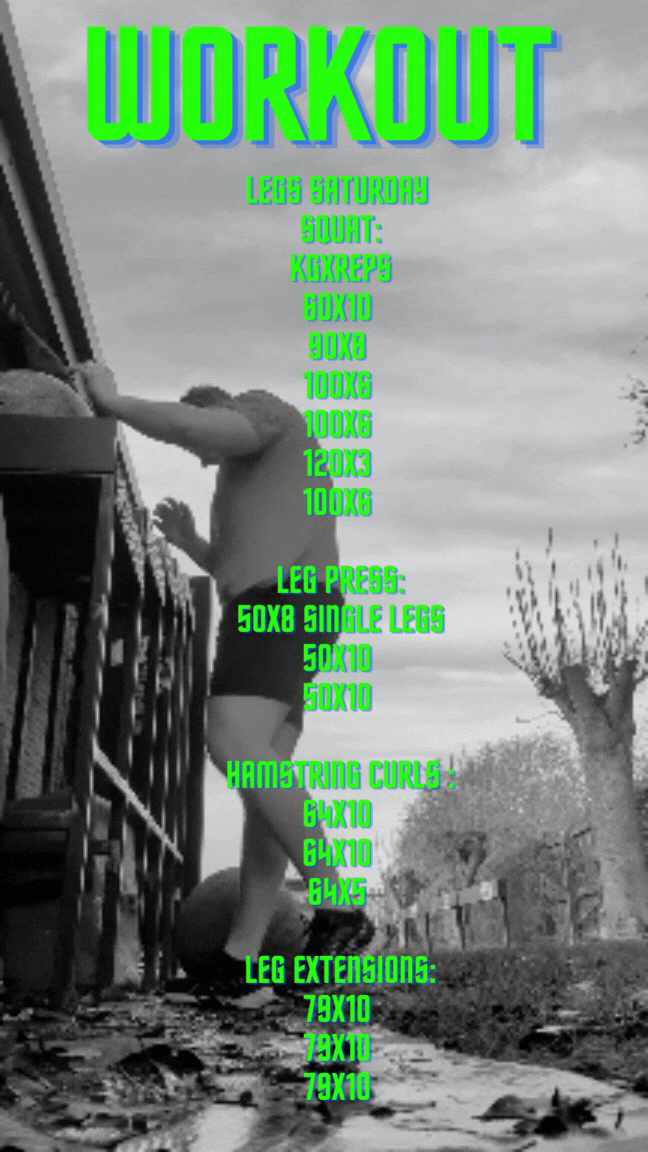 WORKOUT
LEGS SATURDAY
SQUAT:
KGXREPS
60X10
90X8
100X6
100X6
120X3
100X6
LEG PRESS:
50X8 SINGLE LEGS
50X10
50X10
HAMSTRING CURLS :
64X10
64X10
64X5
LEG EXTENSIONS:
79X10
79X10
79X10